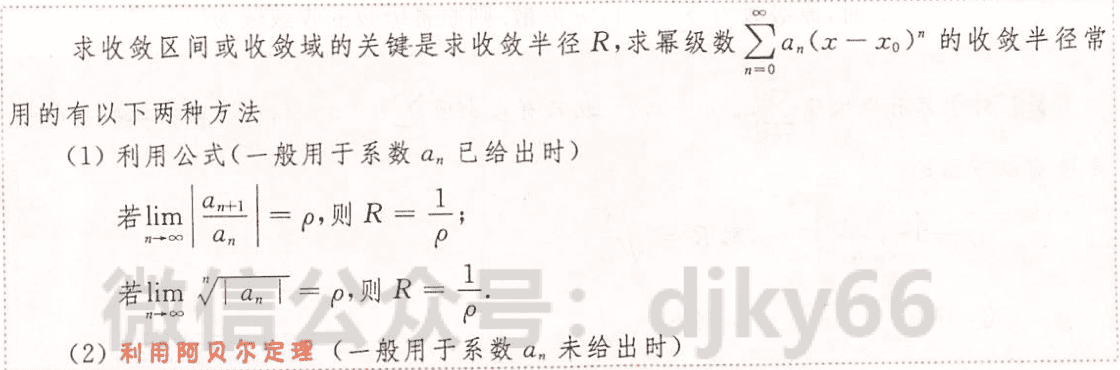 求收敛区间或收敛域的关键是求收敛半径 R,求幂级数 $\sum_{n=0}^{\infty} a_n(x-x_0)^n$ 的收敛半径常
用的有以下两种方法
(1) 利用公式(一般用于系数 $a_n$ 已给出时)
若 $\lim_{n\to\infty}\left|\frac{a_{n+1}}{a_n}\right|=\rho$,则 $R=\frac{1}{\rho}$;
若 $\lim_{n\to\infty}\sqrt[n]{|a_n|}=\rho$,则 $R=\frac{1}{\rho}$.
微信公众号：djky66
(2) 利用阿贝尔定理 (一般用于系数 $a_n$ 未给出时)